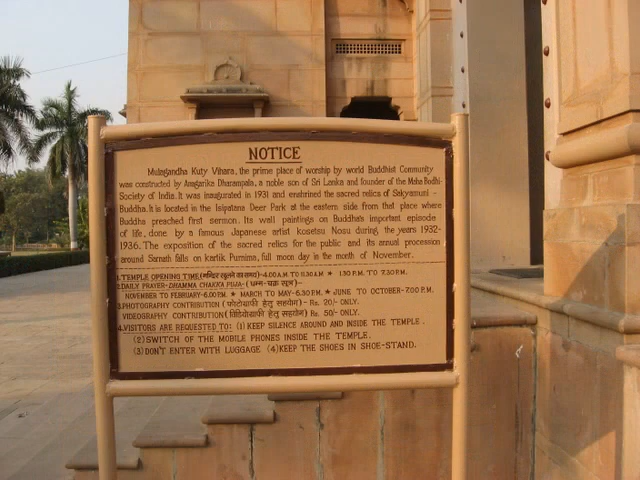 NOTICE
Mulagandha Kuty Vihara, the prime place of worship by world Buddhist Community
was constructed by Anagarika Dharampala, a noble son of Sri Lanka and founder of the Maha Bodhi
Society of India. It was inagurated in 1931 and enshrined the sacred relics of Sakyamuni -
Buddha. It is located in the Isipatana Deer Park at the eastern side from that place where
Buddha preached first sermon. Its wall paintings on Buddha's important episode
of life, done by a famous Japanese artist kosetsu Nosu during the years 1932-
1936. The exposition of the sacred relics for the public and its annual procession
around Sarnath falls on kartik Purnima, full mooe day in the month of November.
1. TEMPLE OPENING TIME (मन्दिर खुलने का समय)-4.00 A.M. TO 11.30 A.M ★ 1.30 P.M. TO 7.30 P.M.
2. DAILY PRAYER-DHAMMA CHAKKA PUJA- (धम्म-चक्र सूत्र)-
NOVEMBER TO FEBRUARY-6.00 P.M. ★ MARCH TO MAY-6.30 P.M. ★ JUNE TO OCTOBER-7.00 P.M.
3. PHOTOGRAPHY CONTRIBUTION (फोटोग्राफी हेतु सहयोग)- Rs. 20/- ONLY.
VIDEOGRAPHY CONTRIBUTION (विडियोग्राफी हेतु सहयोग) Rs. 50/- ONLY.
4. VISITORS ARE REQUESTED TO: (1) KEEP SILENCE AROUND AND INSIDE THE TEMPLE.
(2) SWITCH OF THE MOBILE PHONES INSIDE THE TEMPLE.
(3) DON'T ENTER WITH LUGGAGE (4) KEEP THE SHOES IN SHOE-STAND.